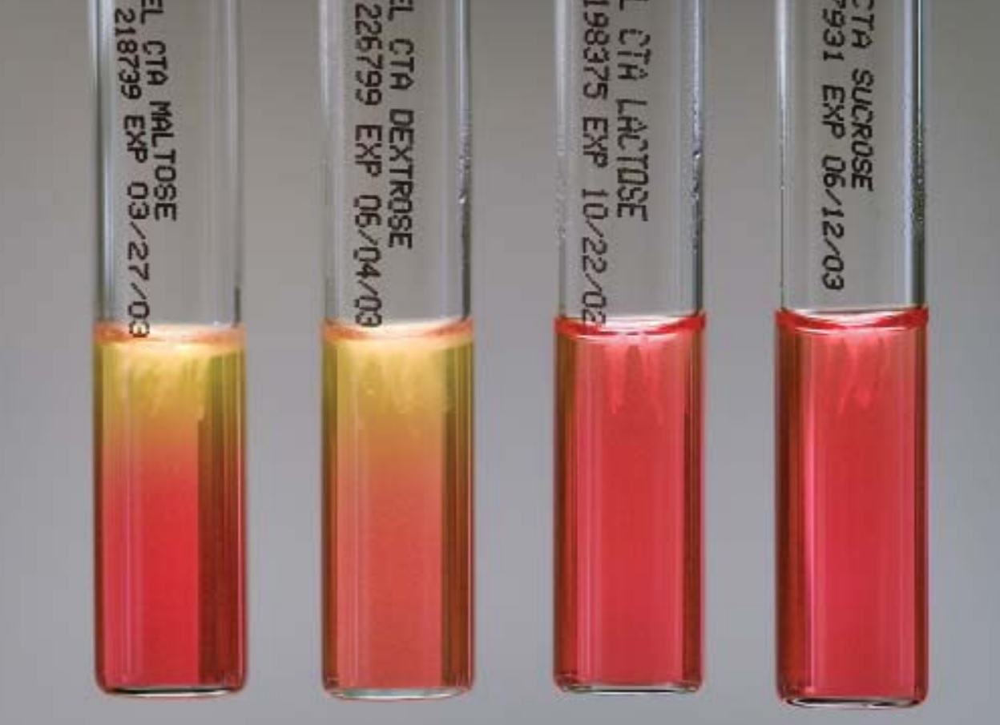 EL CTA MALTOSE
218739 EXP 03/27/03
EL CTA DEXTROSE
226799 EXP 06/04/03
L CTA LACTOSE
198375 EXP 10/22/02
CTA SUCROSE
7931 EXP 06/12/03